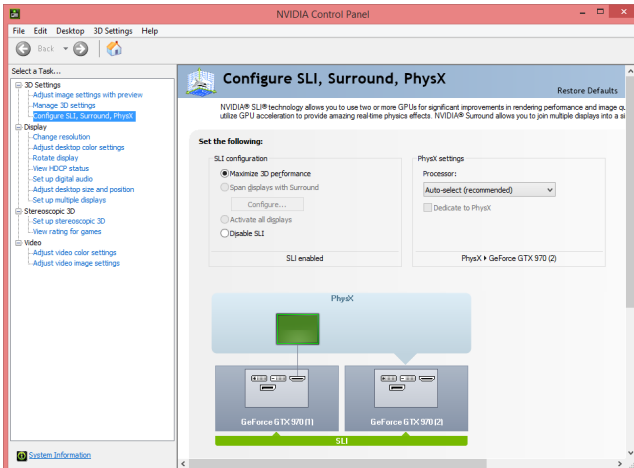 NVIDIA Control Panel
File Edit Desktop 3D Settings Help
Back
Select a Task...
3D Settings
Adjust image settings with preview
Manage 3D settings
Configure SLI, Surround, PhysX
Display
Change resolution
Adjust desktop color settings
Rotate display
View HDCP status
Set up digital audio
Adjust desktop size and position
Set up multiple displays
Stereoscopic 3D
Set up stereoscopic 3D
View rating for games
Video
Adjust video color settings
Adjust video image settings
System Information
Configure SLI, Surround, PhysX
Restore Defaults
NVIDIA® SLI® technology allows you to use two or more GPUs for significant improvements in rendering performance and image qu
utilize GPU acceleration to provide amazing real-time physics effects. NVIDIA® Surround allows you to join multiple displays into a si
Set the following:
SLI configuration
Maximize 3D performance
Span displays with Surround
Configure...
Activate all displays
Disable SLI
SLI enabled
PhysX settings
Processor:
Auto-select (recommended)
Dedicate to PhysX
PhysX ▸ GeForce GTX 970 (2)
PhysX
GeForce GTX 970 (1)
GeForce GTX 970 (2)
SLI